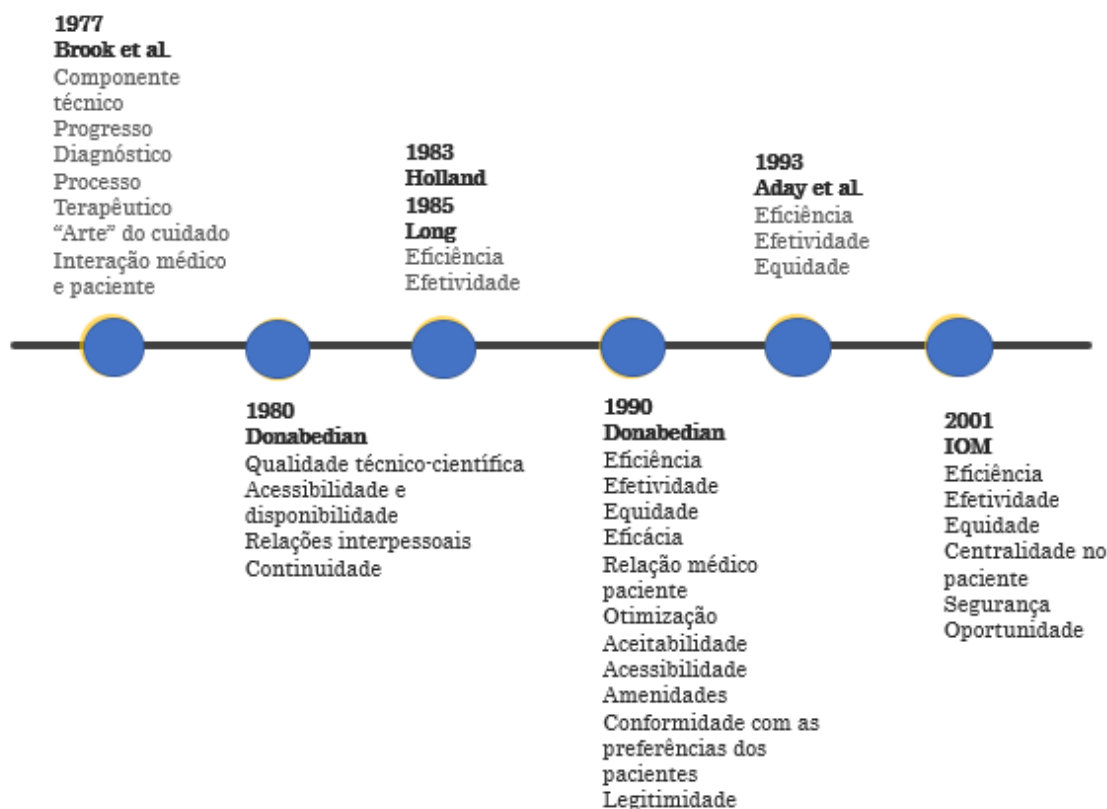 1977
Brook et al.
Componente
técnico
Progresso
Diagnóstico
Processo
Terapêutico
“Arte” do cuidado
Interação médico
e paciente
1980
Donabedian
Qualidade técnico-científica
Acessibilidade e
disponibilidade
Relações interpessoais
Continuidade
1983
Holland
1985
Long
Eficiência
Efetividade
1990
Donabedian
Eficiência
Efetividade
Equidade
Eficácia
Relação médico
paciente
Otimização
Aceitabilidade
Acessibilidade
Amenidades
Conformidade com as
preferências dos
pacientes
Legitimidade
1993
Aday et al.
Eficiência
Efetividade
Equidade
2001
IOM
Eficiência
Efetividade
Equidade
Centralidade no
paciente
Segurança
Oportunidade